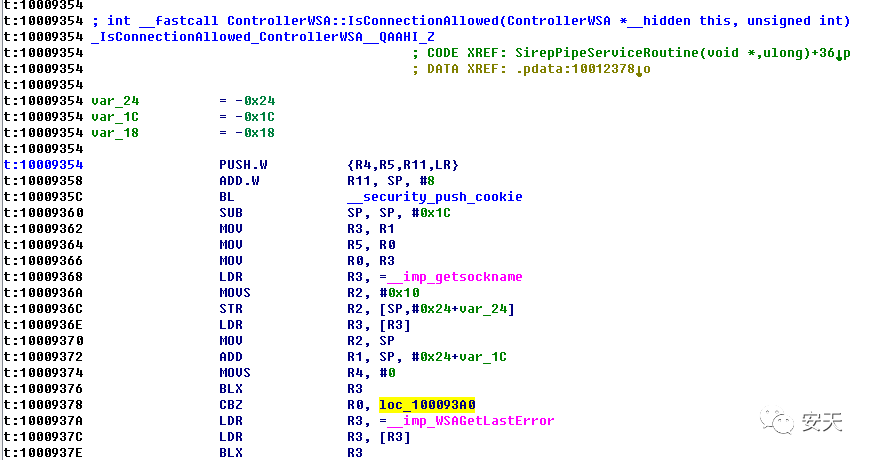 t:10009354
t:10009354 ; int __fastcall ControllerWSA::IsConnectionAllowed(ControllerWSA *__hidden this, unsigned int)
t:10009354 _IsConnectionAllowed_ControllerWSA__QAAHI_Z
t:10009354 ; CODE XREF: SirepPipeServiceRoutine(void *,ulong)+36↓p
t:10009354 ; DATA XREF: .pdata:10012378↓o
t:10009354
t:10009354 var_24 = -0x24
t:10009354 var_1C = -0x1C
t:10009354 var_18 = -0x18
t:10009354
t:10009354 PUSH.W {R4,R5,R11,LR}
t:10009358 ADD.W R11, SP, #8
t:1000935C BL __security_push_cookie
t:10009360 SUB SP, SP, #0x1C
t:10009362 MOV R3, R1
t:10009364 MOV R5, R0
t:10009366 MOV R0, R3
t:10009368 LDR R3, =__imp_getsockname
t:1000936A MOVS R2, #0x10
t:1000936C STR R2, [SP,#0x24+var_24]
t:1000936E LDR R3, [R3]
t:10009370 MOV R2, SP
t:10009372 ADD R1, SP, #0x24+var_1C
t:10009374 MOVS R4, #0
t:10009376 BLX R3
t:10009378 CBZ R0, loc_100093A0
t:1000937A LDR R3, =__imp_WSAGetLastError
t:1000937C LDR R3, [R3]
t:1000937E BLX R3
安天